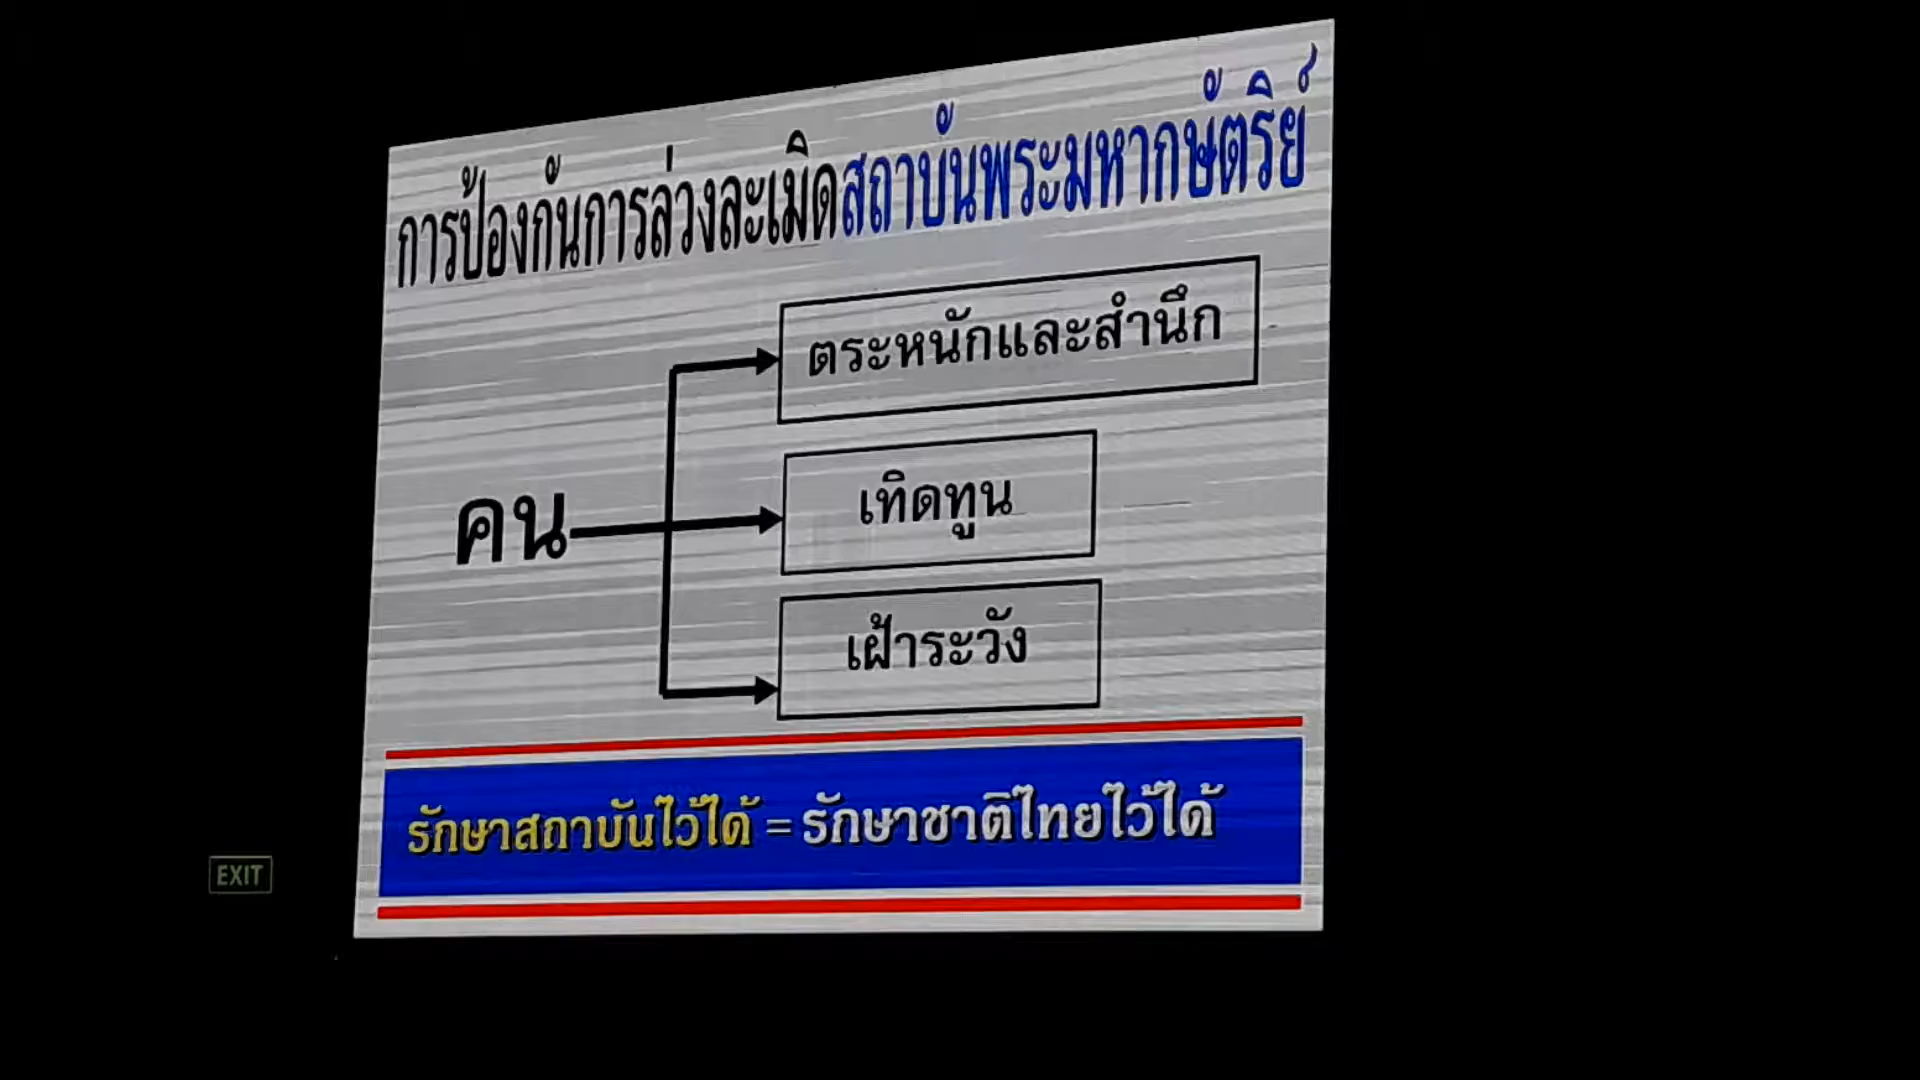 การป้องกันการล่วงละเมิดสถาบันพระมหากษัตริย์
ตระหนักและสำนึก
คน
เทิดทูน
เฝ้าระวัง
รักษาสถาบันไว้ได้ = รักษาชาติไทยไว้ได้
EXIT